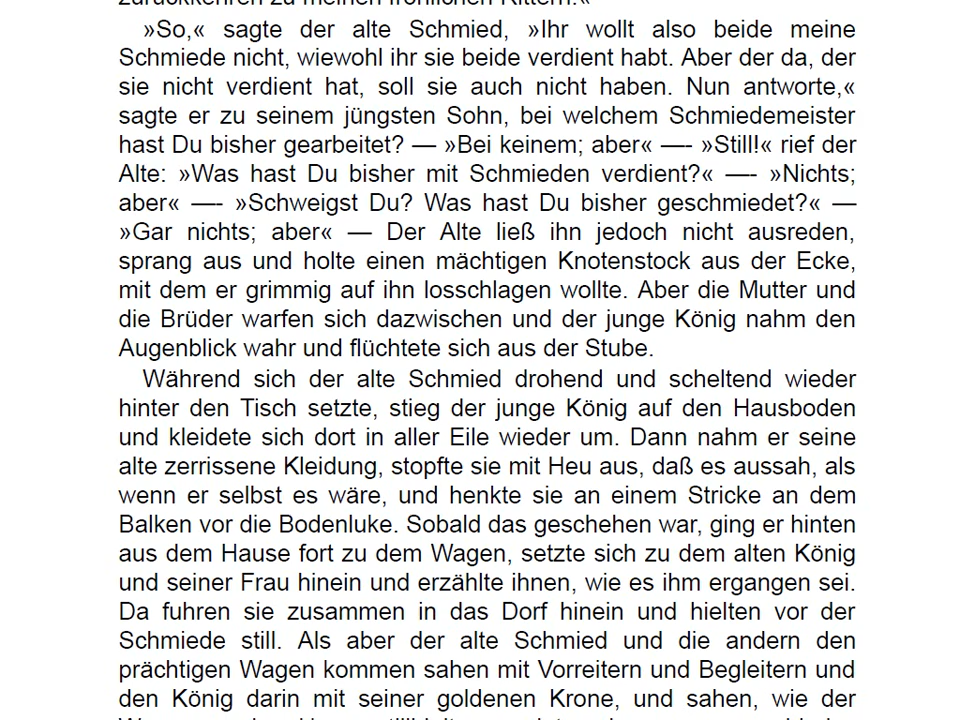 zurückkehren zu meinen fröhlichen Rittern.«
»So,« sagte der alte Schmied, »Ihr wollt also beide meine
Schmiede nicht, wiewohl ihr sie beide verdient habt. Aber der da, der
sie nicht verdient hat, soll sie auch nicht haben. Nun antworte,«
sagte er zu seinem jüngsten Sohn, bei welchem Schmiedemeister
hast Du bisher gearbeitet? — »Bei keinem; aber« —- »Still!« rief der
Alte: »Was hast Du bisher mit Schmieden verdient?« —- »Nichts;
aber« —- »Schweigst Du? Was hast Du bisher geschmiedet?« —
»Gar nichts; aber« — Der Alte ließ ihn jedoch nicht ausreden,
sprang aus und holte einen mächtigen Knotenstock aus der Ecke,
mit dem er grimmig auf ihn losschlagen wollte. Aber die Mutter und
die Brüder warfen sich dazwischen und der junge König nahm den
Augenblick wahr und flüchtete sich aus der Stube.
Während sich der alte Schmied drohend und scheltend wieder
hinter den Tisch setzte, stieg der junge König auf den Hausboden
und kleidete sich dort in aller Eile wieder um. Dann nahm er seine
alte zerrissene Kleidung, stopfte sie mit Heu aus, daß es aussah, als
wenn er selbst es wäre, und henkte sie an einem Stricke an dem
Balken vor die Bodenluke. Sobald das geschehen war, ging er hinten
aus dem Hause fort zu dem Wagen, setzte sich zu dem alten König
und seiner Frau hinein und erzählte ihnen, wie es ihm ergangen sei.
Da fuhren sie zusammen in das Dorf hinein und hielten vor der
Schmiede still. Als aber der alte Schmied und die andern den
prächtigen Wagen kommen sahen mit Vorreitern und Begleitern und
den König darin mit seiner goldenen Krone, und sahen, wie der